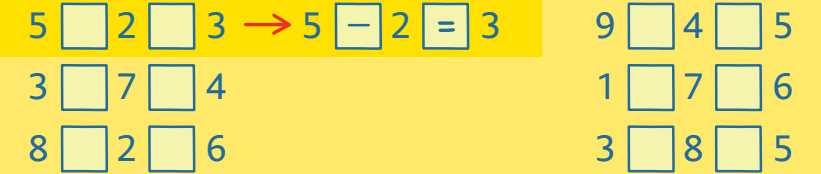 5 □ 2 □ 3 → 5 − 2 = 3
3 □ 7 □ 4
8 □ 2 □ 6
9 □ 4 □ 5
1 □ 7 □ 6
3 □ 8 □ 5